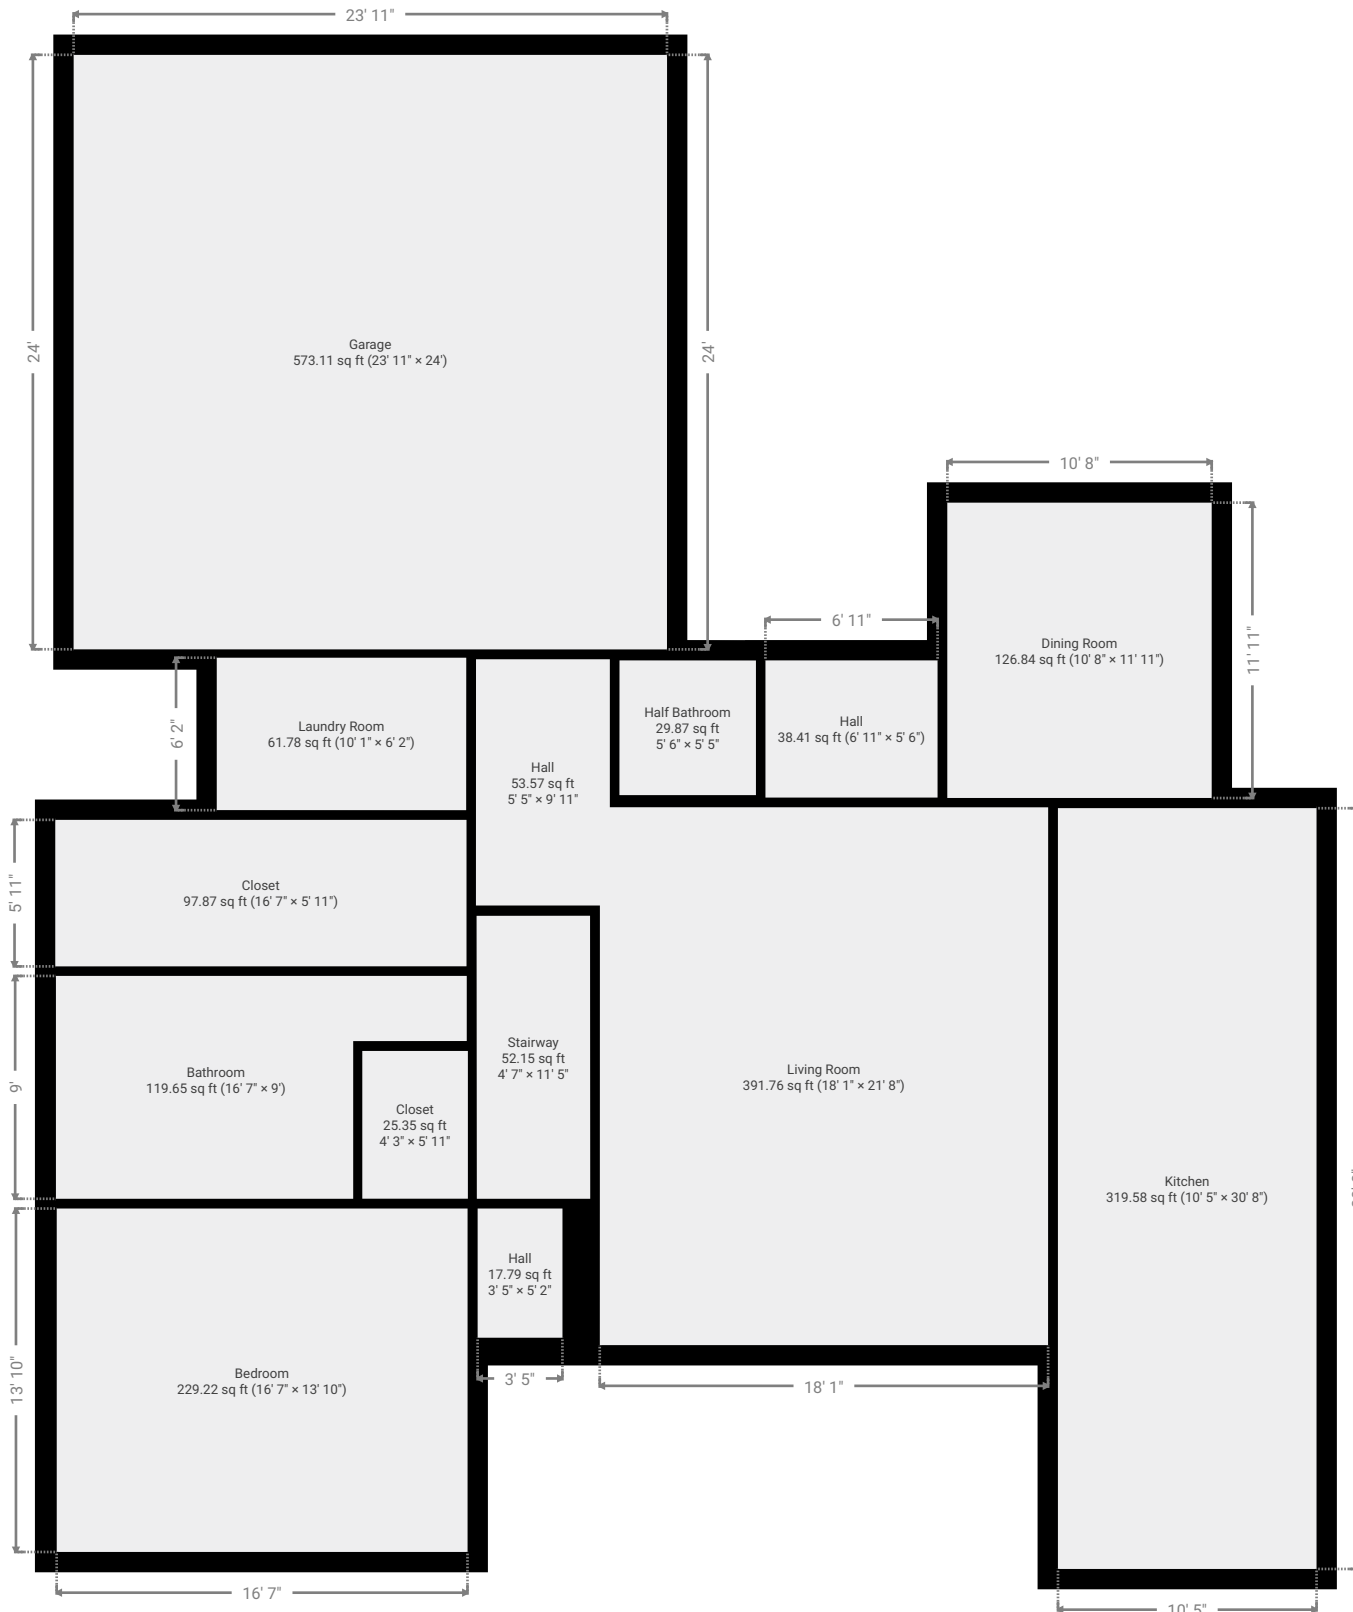 23' 11"
24'
24'
Garage
573.11 sq ft (23' 11" × 24')
10' 8"
6' 11"
11' 11"
Dining Room
126.84 sq ft (10' 8" × 11' 11")
6' 2"
Laundry Room
61.78 sq ft (10' 1" × 6' 2")
Half Bathroom
29.87 sq ft
5' 6" × 5' 5"
Hall
38.41 sq ft (6' 11" × 5' 6")
Hall
53.57 sq ft
5' 5" × 9' 11"
5' 11"
Closet
97.87 sq ft (16' 7" × 5' 11")
9'
Bathroom
119.65 sq ft (16' 7" × 9')
Closet
25.35 sq ft
4' 3" × 5' 11"
Stairway
52.15 sq ft
4' 7" × 11' 5"
Living Room
391.76 sq ft (18' 1" × 21' 8")
Kitchen
319.58 sq ft (10' 5" × 30' 8")
Hall
17.79 sq ft
3' 5" × 5' 2"
13' 10"
Bedroom
229.22 sq ft (16' 7" × 13' 10")
3' 5"
18' 1"
16' 7"
10' 5"